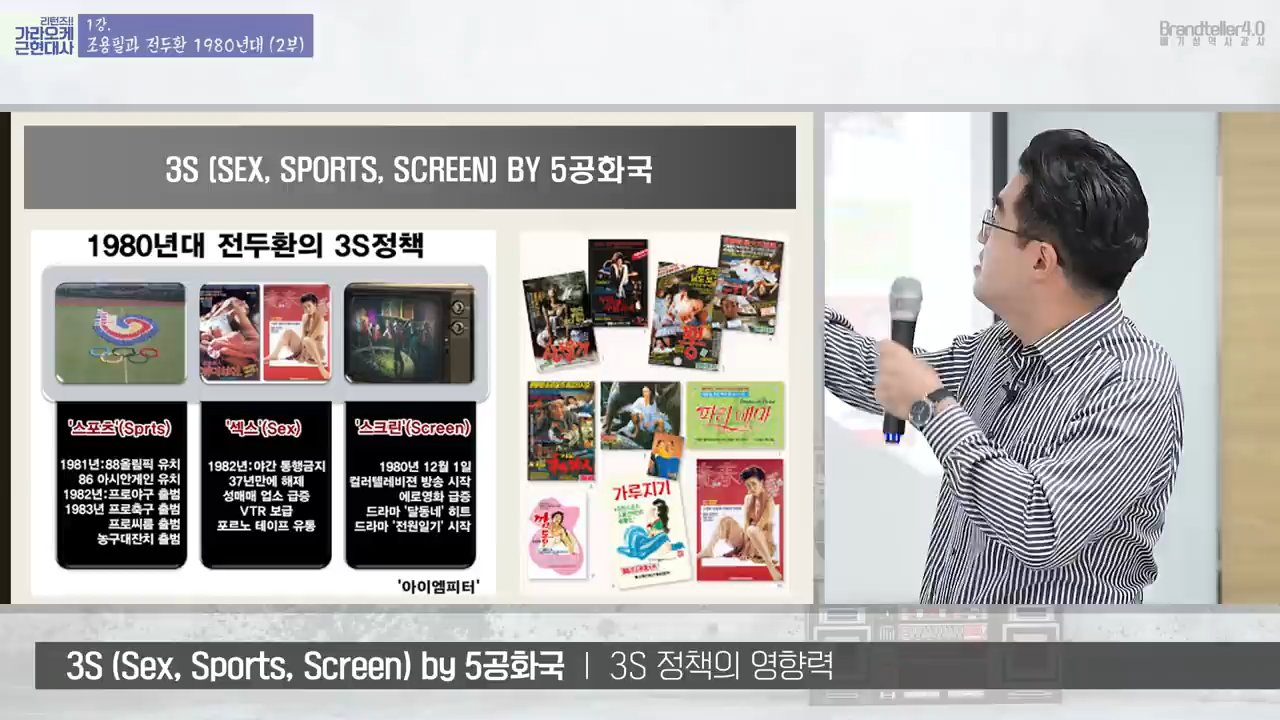 리턴즈!!
가라오케
근현대사
1강.
조용필과 전두환 1980년대 (2부)
Brandteller4.0
3S (SEX, SPORTS, SCREEN) BY 5공화국
1980년대 전두환의 3S정책
'스포츠'(Sprts)
1981년:88올림픽 유치
86 아시안게인 유치
1982년:프로야구 출범
1983년 프로축구 출범
프로씨름 출범
농구대잔치 출범
'섹스'(Sex)
1982년:야간 통행금지
37년만에 해제
성매매 업소 급증
VTR 보급
포르노 테이프 유통
'스크린'(Screen)
1980년 12월 1일
컬러텔레비젼 방송 시작
에로영화 급증
드라마 '달동네' 히트
드라마 '전원일기' 시작
'아이엠피터'
뽕
파리애마
가루지기
3S (Sex, Sports, Screen) by 5공화국 | 3S 정책의 영향력